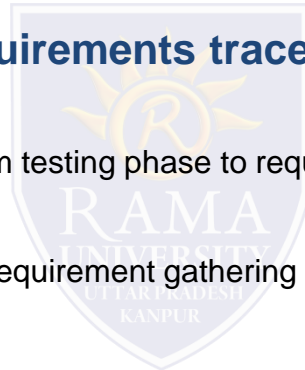 uirements trace
n testing phase to requ
RAMA
UNIVERSITY
equirement gathering
UTTAR PRADESH
KANPUR